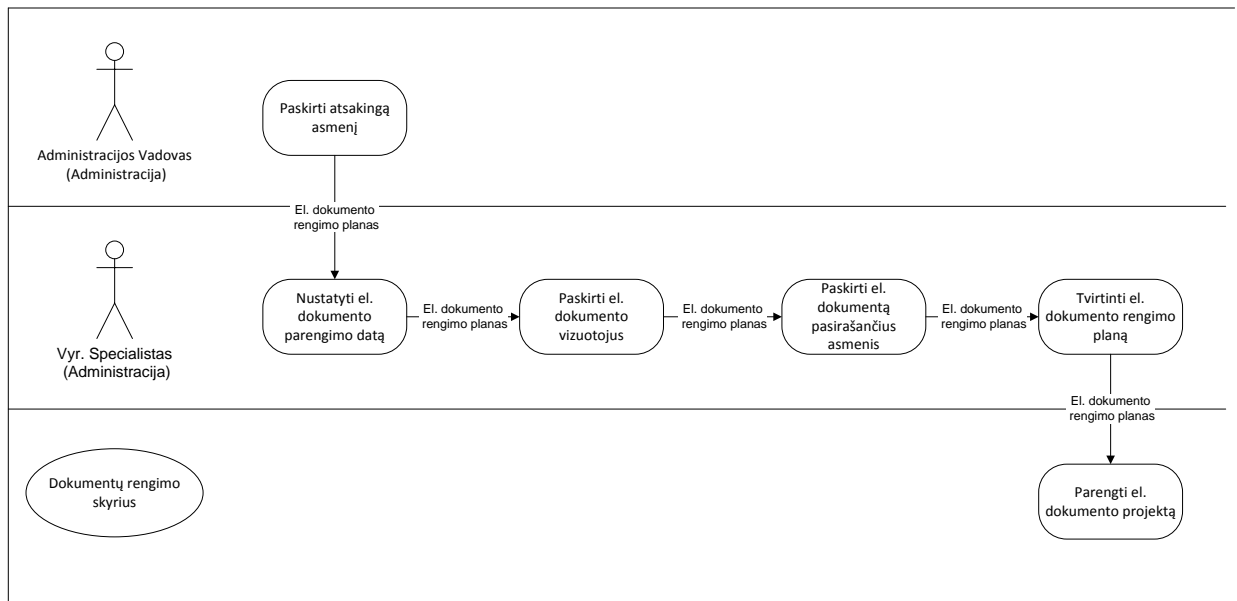 Paskirti atsakingą
asmenį
Administracijos Vadovas
(Administracija)
El. dokumento
rengimo planas
Nustatyti el.
dokumento
parengimo datą
El. dokumento
rengimo planas
Paskirti el.
dokumento
vizuotojus
El. dokumento
rengimo planas
Paskirti el.
dokumentą
pasirašančius
asmenis
El. dokumento
rengimo planas
Tvirtinti el.
dokumento rengimo
planą
Vyr. Specialistas
(Administracija)
El. dokumento
rengimo planas
Dokumentų rengimo
skyrius
Parengti el.
dokumento projektą